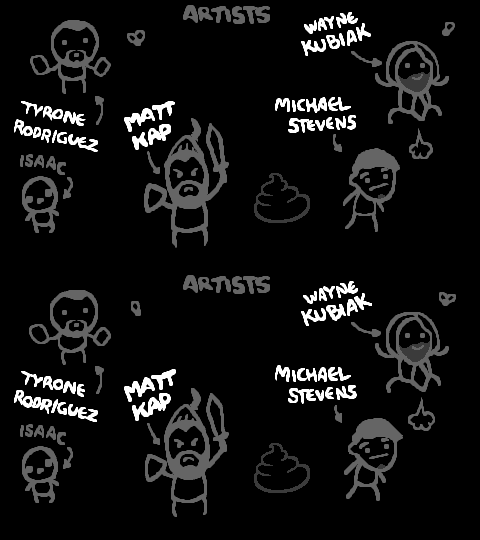 ARTISTS
WAYNE
KUBIAK
TYRONE
RODRIGUEZ
MATT
KAP
MICHAEL
STEVENS
ISAAC
ARTISTS
WAYNE
KUBIAK
TYRONE
RODRIGUEZ
MATT
KAP
MICHAEL
STEVENS
ISAAC